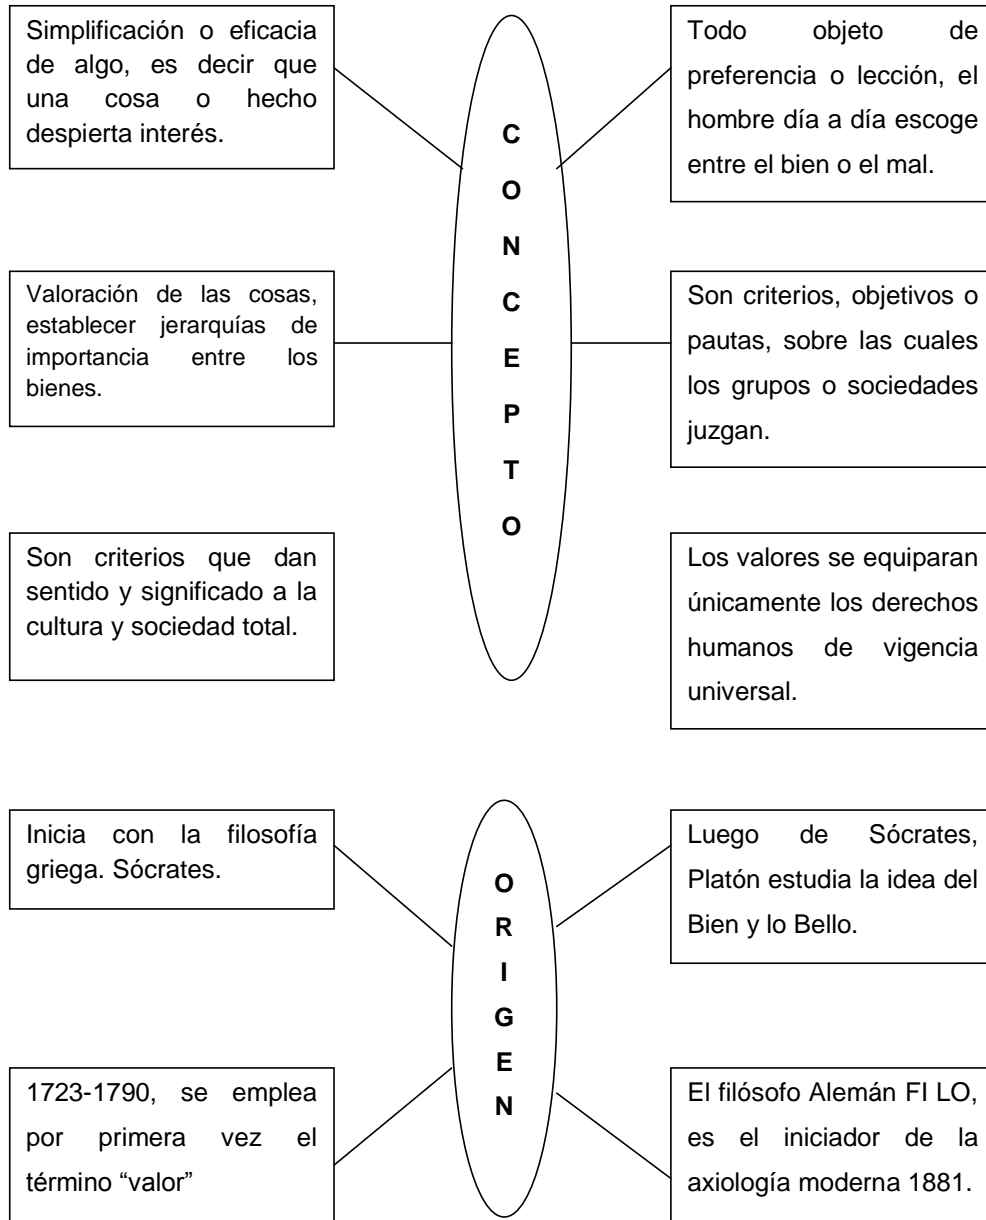 Simplificación o eficacia
de algo, es decir que
una cosa o hecho
despierta interés.
Todo objeto de
preferencia o lección, el
hombre día a día escoge
entre el bien o el mal.
C
O
N
C
E
P
T
O
Valoración de las cosas,
establecer jerarquías de
importancia entre los
bienes.
Son criterios, objetivos o
pautas, sobre las cuales
los grupos o sociedades
juzgan.
Son criterios que dan
sentido y significado a la
cultura y sociedad total.
Los valores se equiparan
únicamente los derechos
humanos de vigencia
universal.
Inicia con la filosofía
griega. Sócrates.
Luego de Sócrates,
Platón estudia la idea del
Bien y lo Bello.
O
R
I
G
E
N
1723-1790, se emplea
por primera vez el
término “valor”
El filósofo Alemán FI LO,
es el iniciador de la
axiología moderna 1881.